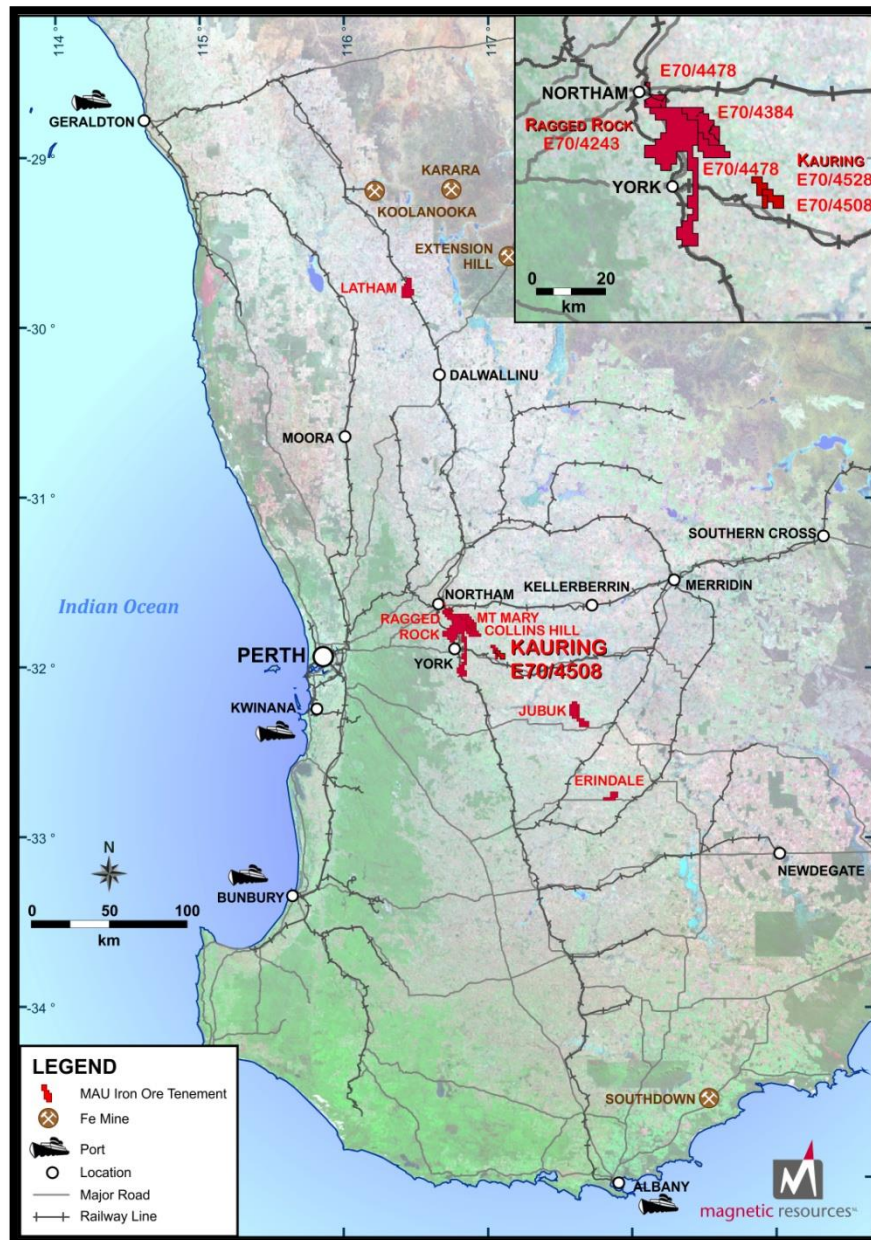 114
115
116
117
GERALDTON
-29°
KARARA
KOOLANOOKA
EXTENSION
HILL
LATHAM
-30°
DALWALLINU
MOORA
-31°
SOUTHERN CROSS
NORTHAM
KELLERBERRIN
MERRIDIN
Indian Ocean
RAGGED
ROCK
MT MARY
COLLINS HILL
PERTH
YORK
KAURING
E70/4508
-32°
KWINANA
JUBUK
ERINDALE
-33°
N
NEWDEGATE
BUNBURY
0 50 100
km
-34°
SOUTHDOWN
ALBANY
E70/4478
NORTHAM
E70/4384
RAGGED ROCK
E70/4243
E70/4478
KAURING
E70/4528
YORK
E70/4508
0 20
km
LEGEND
MAU Iron Ore Tenement
Fe Mine
Port
Location
Major Road
Railway Line
magnetic resources